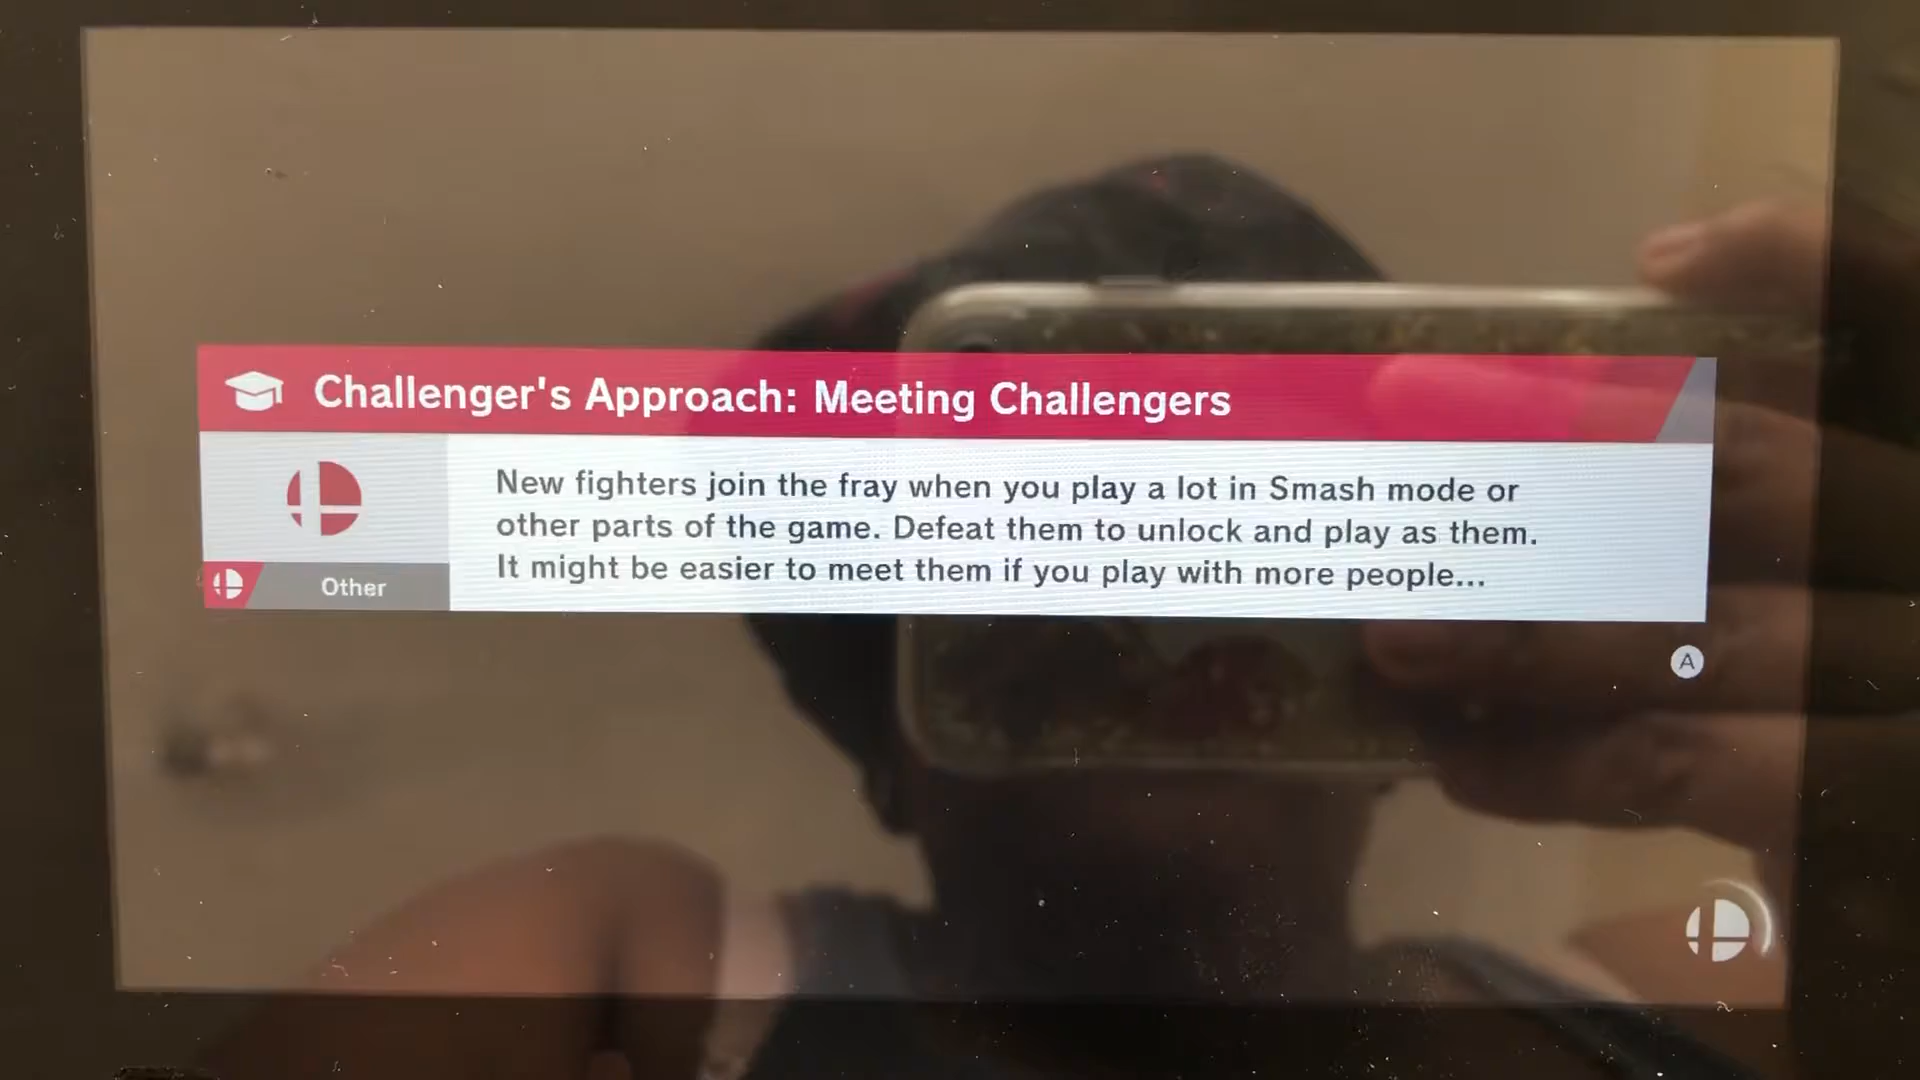 Challenger's Approach: Meeting Challengers
New fighters join the fray when you play a lot in Smash mode or
other parts of the game. Defeat them to unlock and play as them.
It might be easier to meet them if you play with more people...
Other
A